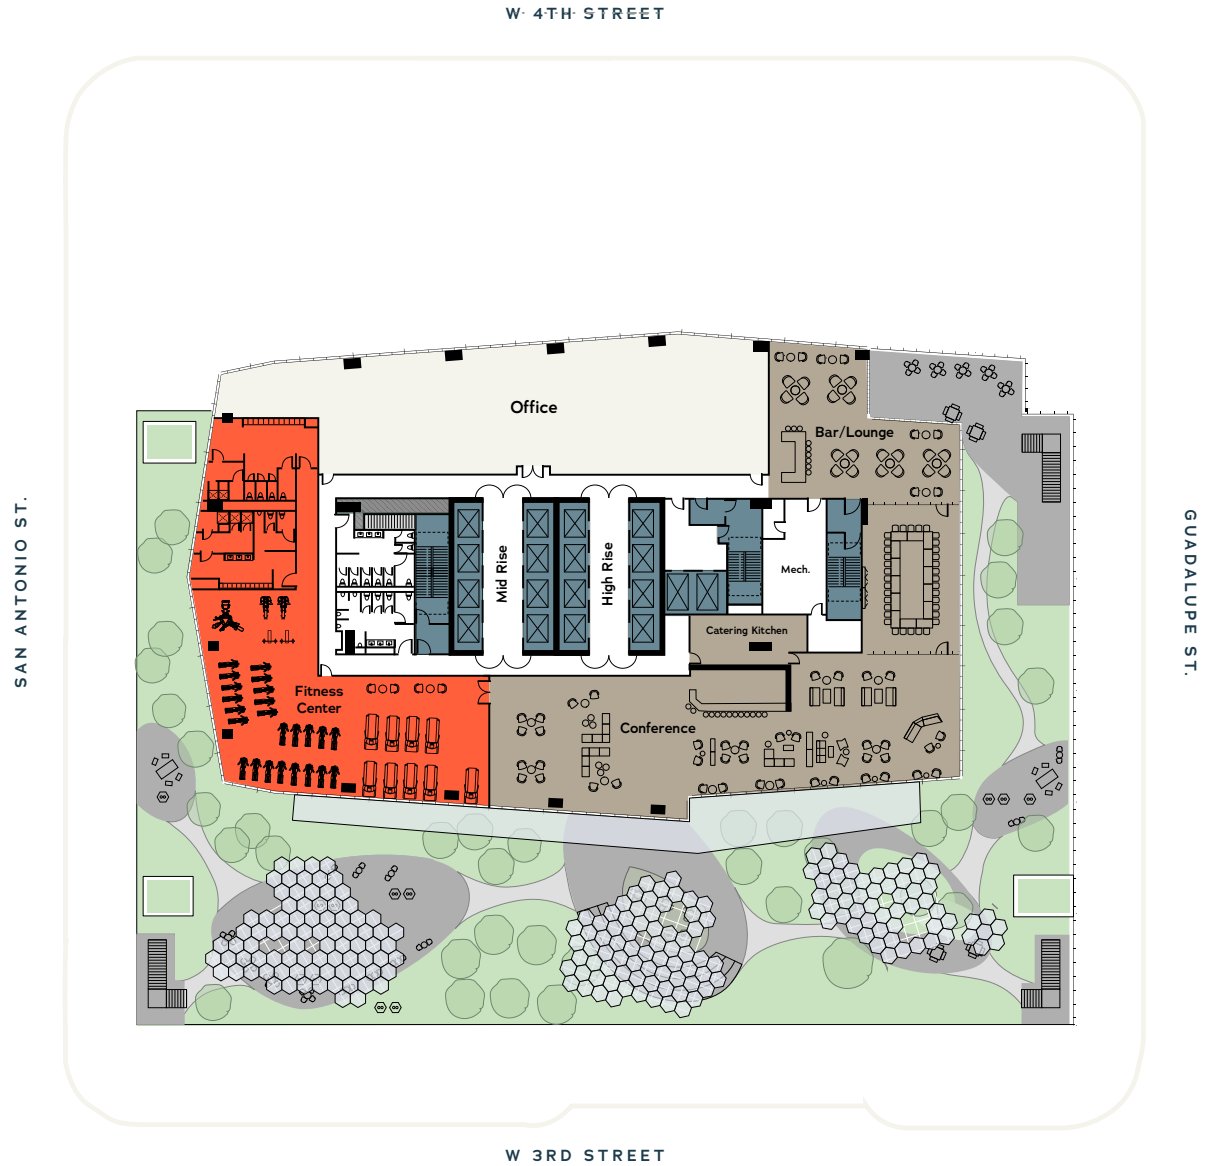 W 4TH STREET
Office
Bar/Lounge
SAN ANTONIO ST.
GUADALUPE ST.
Mid Rise
High Rise
Mech.
Catering Kitchen
Fitness
Center
Conference
W 3RD STREET